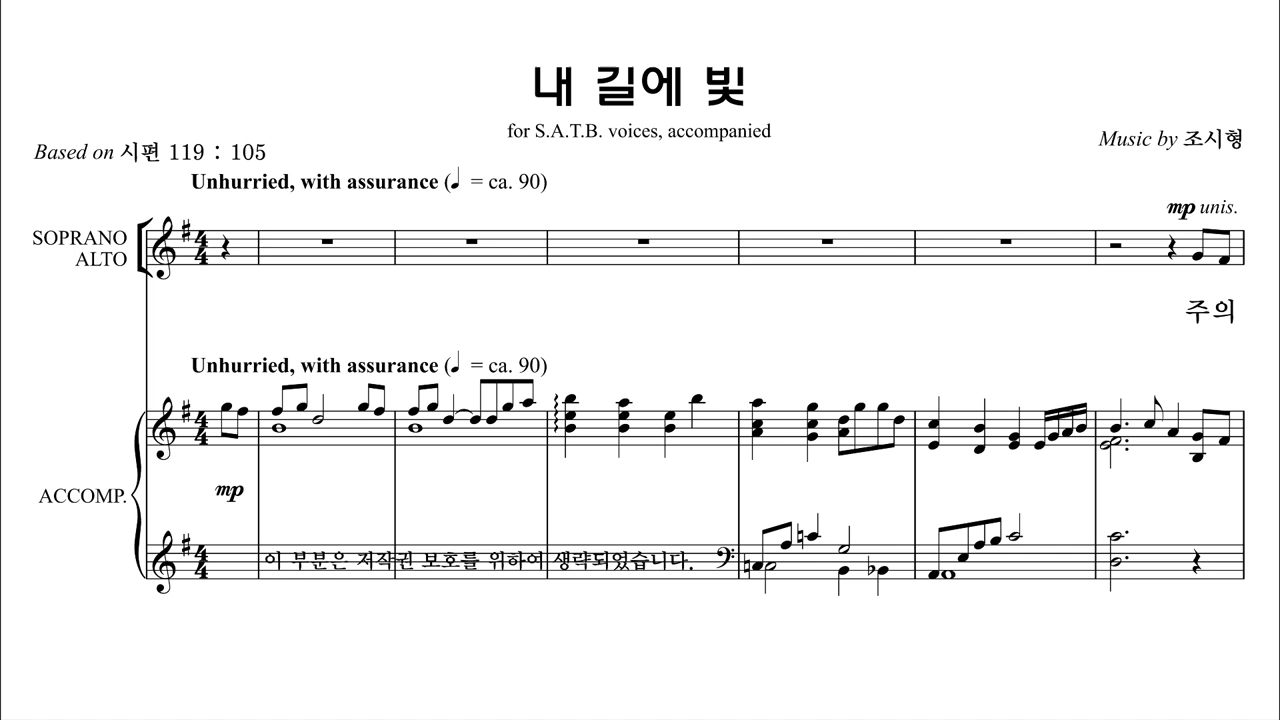 내 길에 빛
for S.A.T.B. voices, accompanied
Based on 시편 119 : 105
Music by 조시형
Unhurried, with assurance (♩ = ca. 90)
mp unis.
SOPRANO
ALTO
주의
Unhurried, with assurance (♩ = ca. 90)
mp
ACCOMP.
이 부분은 저작권 보호를 위하여 생략되었습니다.